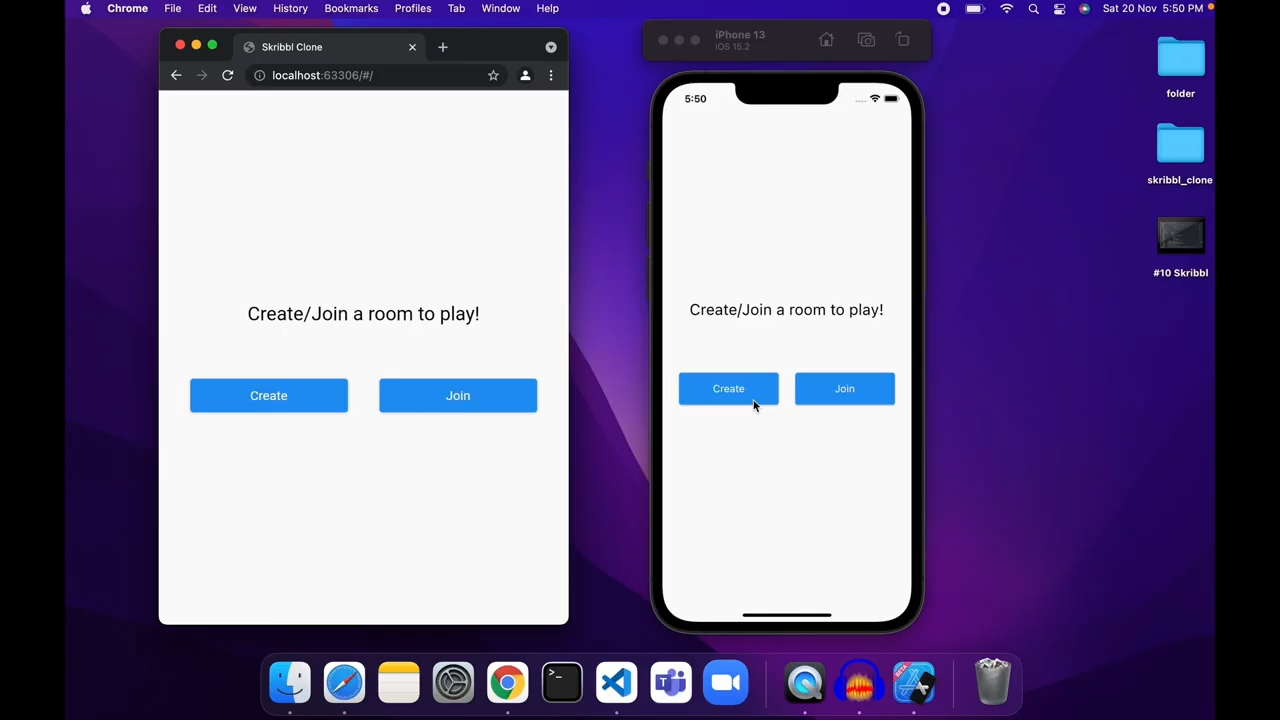 Chrome File Edit View History Bookmarks Profiles Tab Window Help Sat 20 Nov 5:50 PM
Skribbl Clone
localhost:63306/#/
Create/Join a room to play!
Create Join
iPhone 13
iOS 15.2
5:50
Create/Join a room to play!
Create Join
folder
skribbl_clone
#10 Skribbl